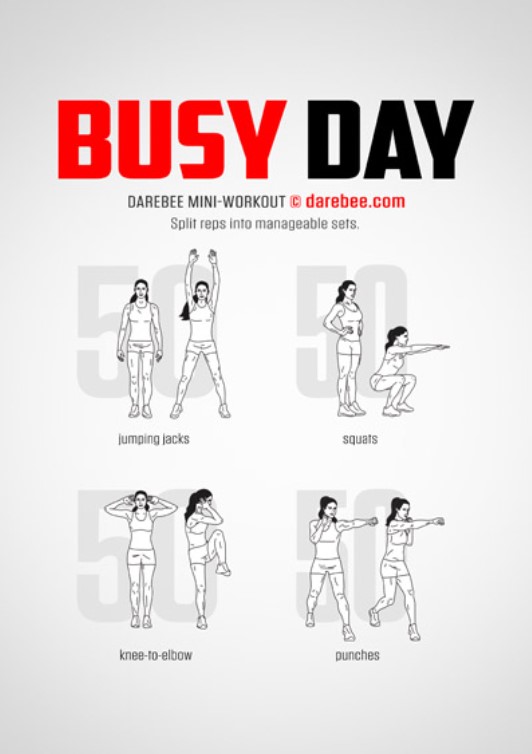 BUSY DAY
DAREBEE MINI-WORKOUT © darebee.com
Split reps into manageable sets.
50
jumping jacks
50
squats
50
knee-to-elbow
50
punches